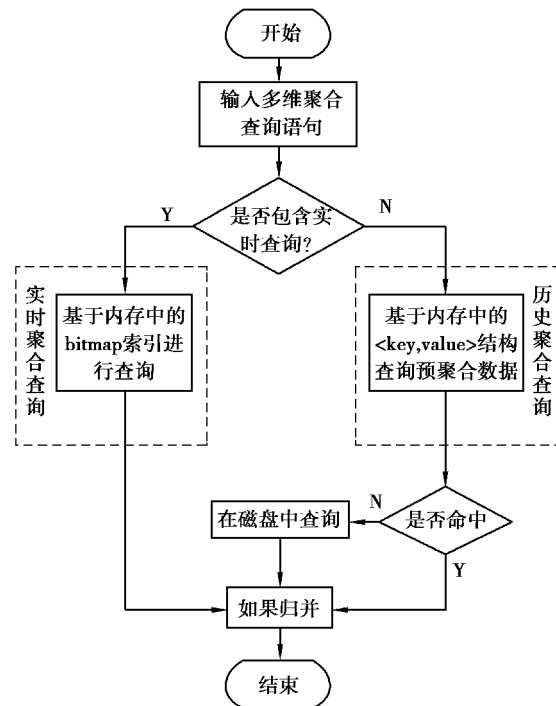 开始
输入多维聚合
查询语句
是否包含实
时查询?
Y
N
实时聚合查询
基于内存中的
bitmap索引进
行查询
基于内存中的
<key,value>结构
查询预聚合数据
历史聚合查询
是否命中
N
Y
在磁盘中查询
如果归并
结束